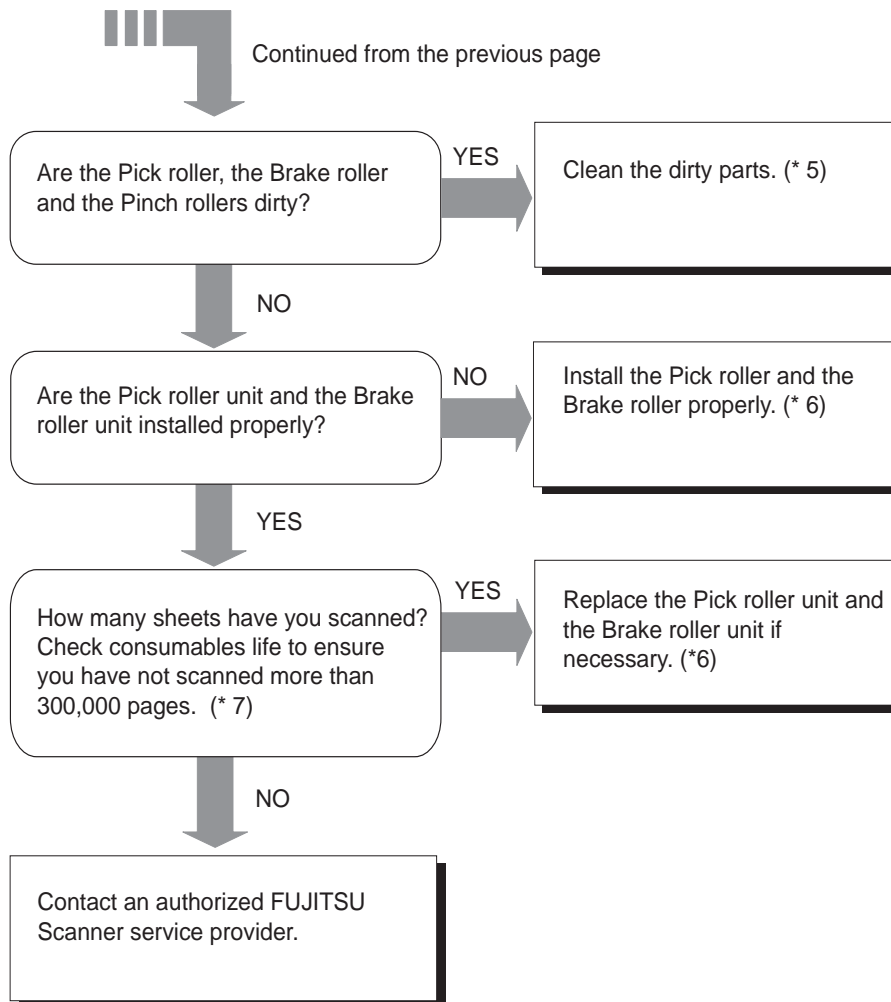 Continued from the previous page
Are the Pick roller, the Brake roller
and the Pinch rollers dirty?
YES
Clean the dirty parts. (* 5)
NO
Are the Pick roller unit and the Brake
roller unit installed properly?
NO
Install the Pick roller and the
Brake roller properly. (* 6)
YES
How many sheets have you scanned?
Check consumables life to ensure
you have not scanned more than
300,000 pages.  (* 7)
YES
Replace the Pick roller unit and
the Brake roller unit if
necessary. (*6)
NO
Contact an authorized FUJITSU
Scanner service provider.